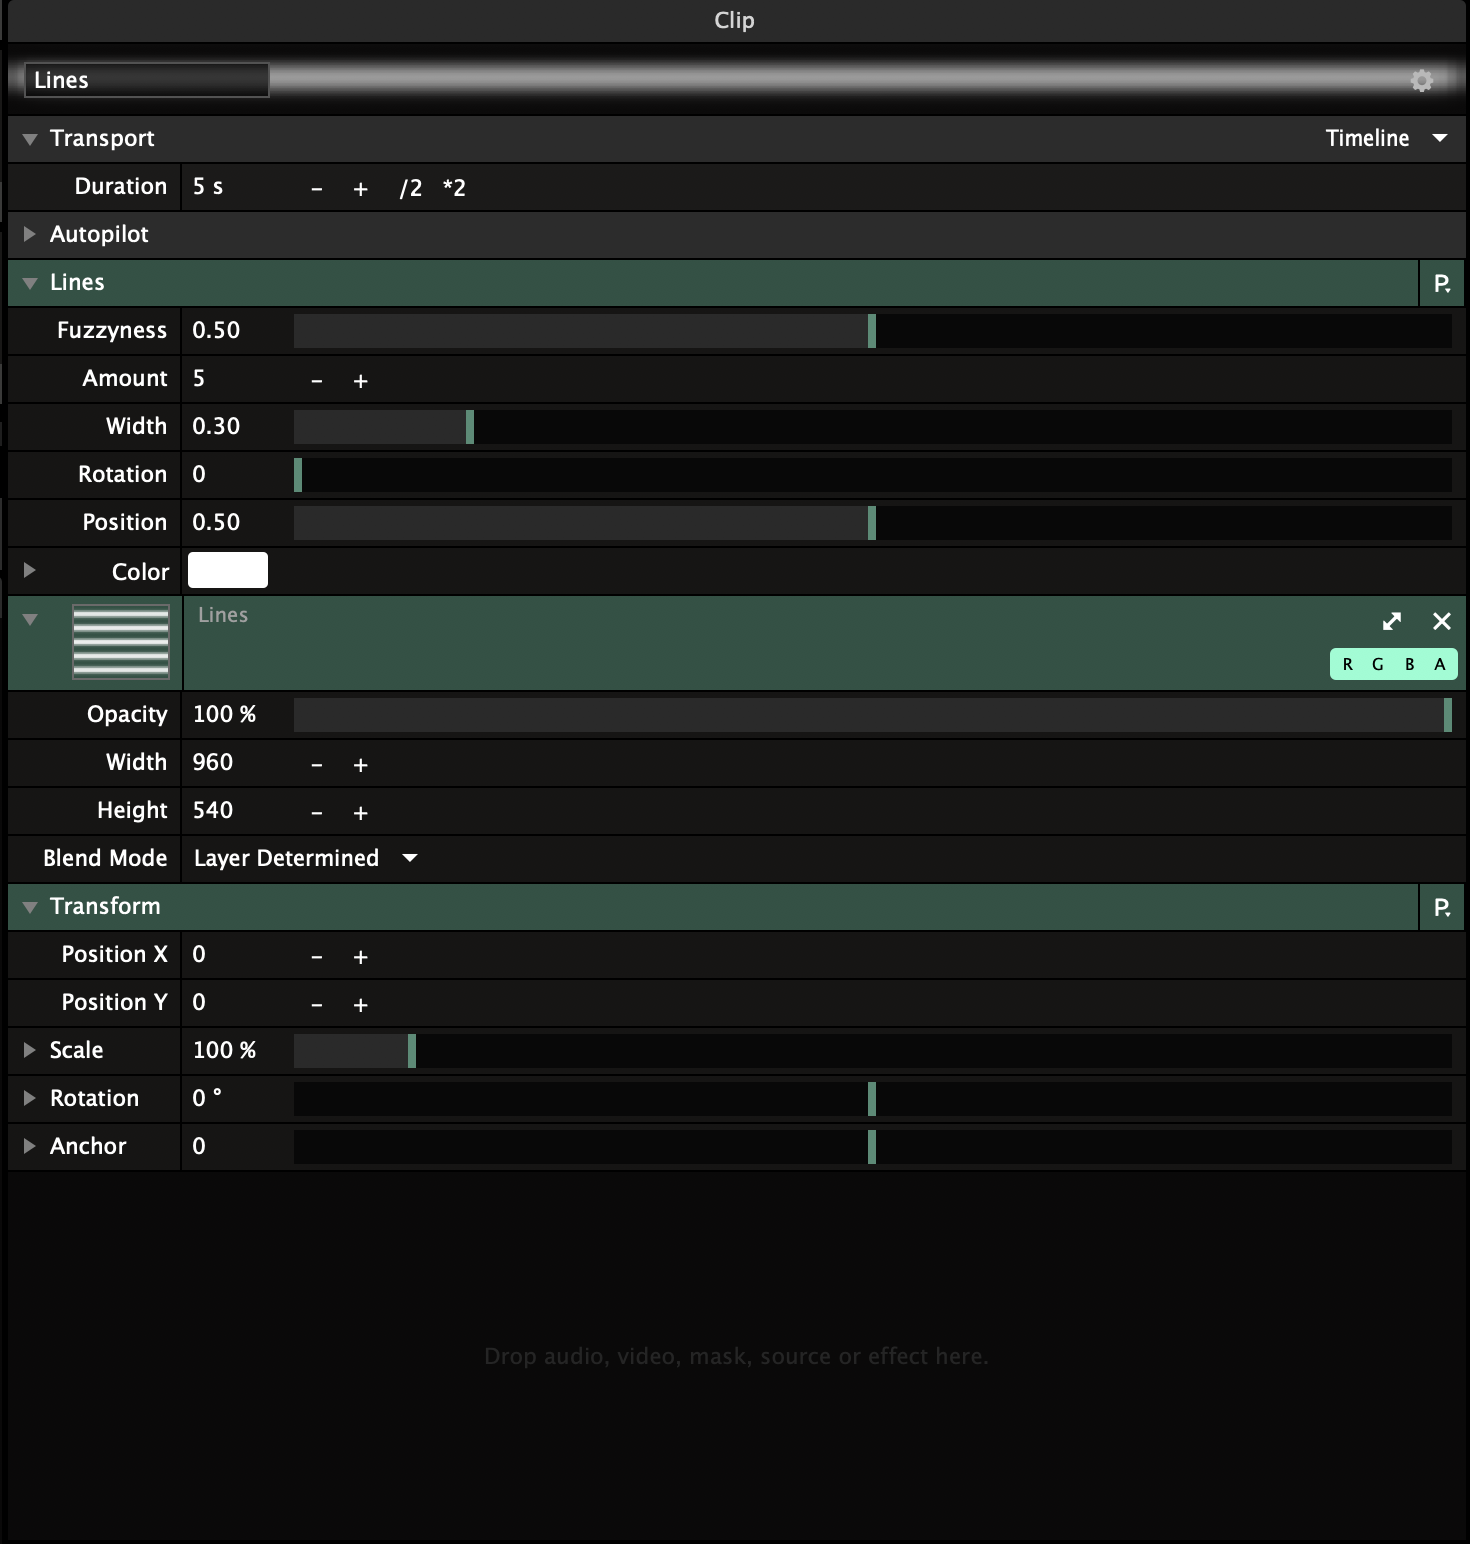 Clip
Lines
Transport Timeline
Duration 5 s - + /2 *2
Autopilot
Lines P
Fuzzyness 0.50
Amount 5 - +
Width 0.30
Rotation 0
Position 0.50
Color
Lines
R G B A
Opacity 100 %
Width 960 - +
Height 540 - +
Blend Mode Layer Determined
Transform P
Position X 0 - +
Position Y 0 - +
Scale 100 %
Rotation 0 °
Anchor 0
Drop audio, video, mask, source or effect here.